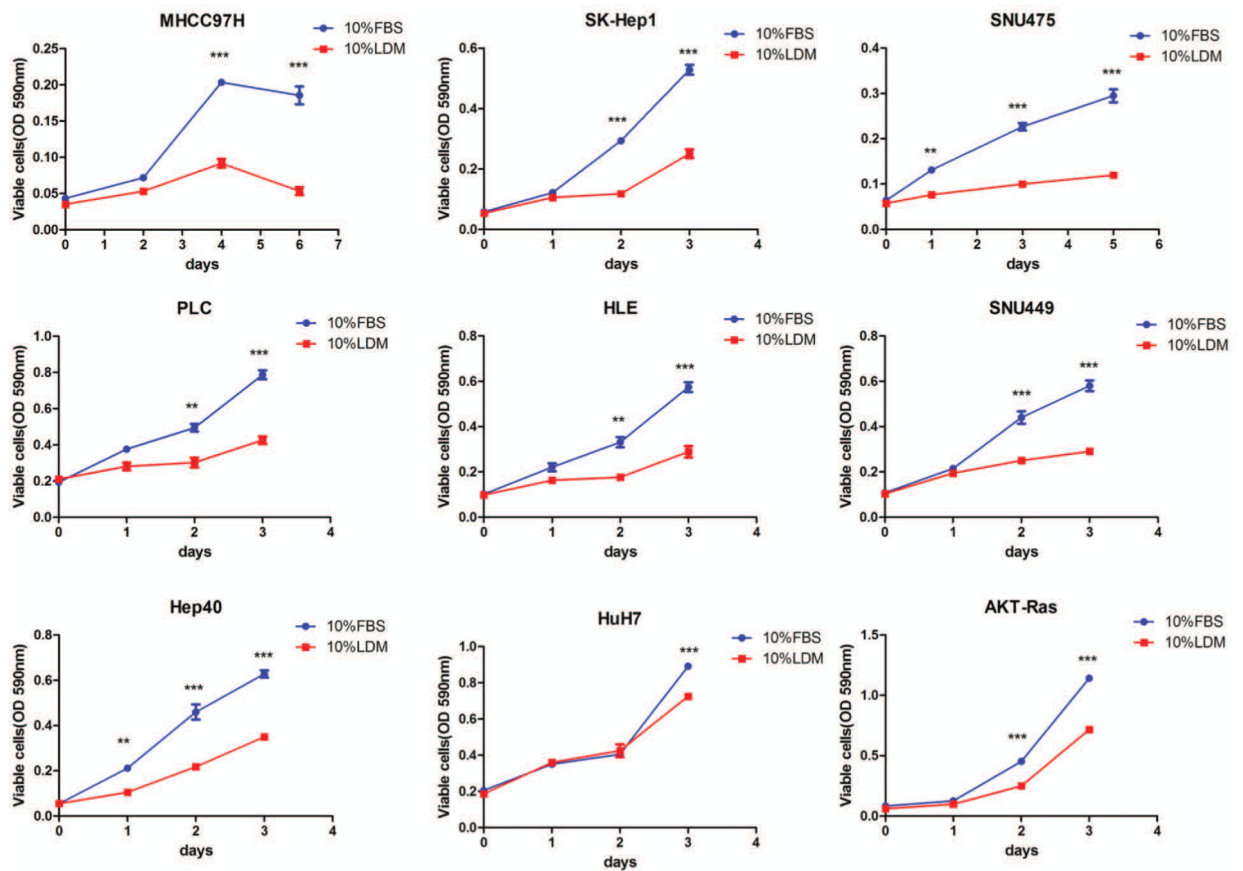 MHCC97H
10%FBS
10%LDM
Viable cells(OD 590nm)
0.25
0.20
0.15
0.10
0.05
0.00
*** ***
0 1 2 3 4 5 6 7
days
SK-Hep1
10%FBS
10%LDM
Viable cells(OD 590nm)
0.6
0.4
0.2
0.0
*** ***
0 1 2 3 4
days
SNU475
10%FBS
10%LDM
Viable cells(OD 590nm)
0.4
0.3
0.2
0.1
0.0
** *** ***
0 1 2 3 4 5 6
days
PLC
10%FBS
10%LDM
Viable cells(OD 590nm)
1.0
0.8
0.6
0.4
0.2
0.0
** ***
0 1 2 3 4
days
HLE
10%FBS
10%LDM
Viable cells(OD 590nm)
0.8
0.6
0.4
0.2
0.0
** ***
0 1 2 3 4
days
SNU449
10%FBS
10%LDM
Viable cells(OD 590nm)
0.8
0.6
0.4
0.2
0.0
*** ***
0 1 2 3 4
days
Hep40
10%FBS
10%LDM
Viable cells(OD 590nm)
0.8
0.6
0.4
0.2
0.0
** *** ***
0 1 2 3 4
days
HuH7
10%FBS
10%LDM
Viable cells(OD 590nm)
1.0
0.8
0.6
0.4
0.2
0.0
***
0 1 2 3 4
days
AKT-Ras
10%FBS
10%LDM
Viable cells(OD 590nm)
1.5
1.0
0.5
0.0
*** ***
0 1 2 3 4
days